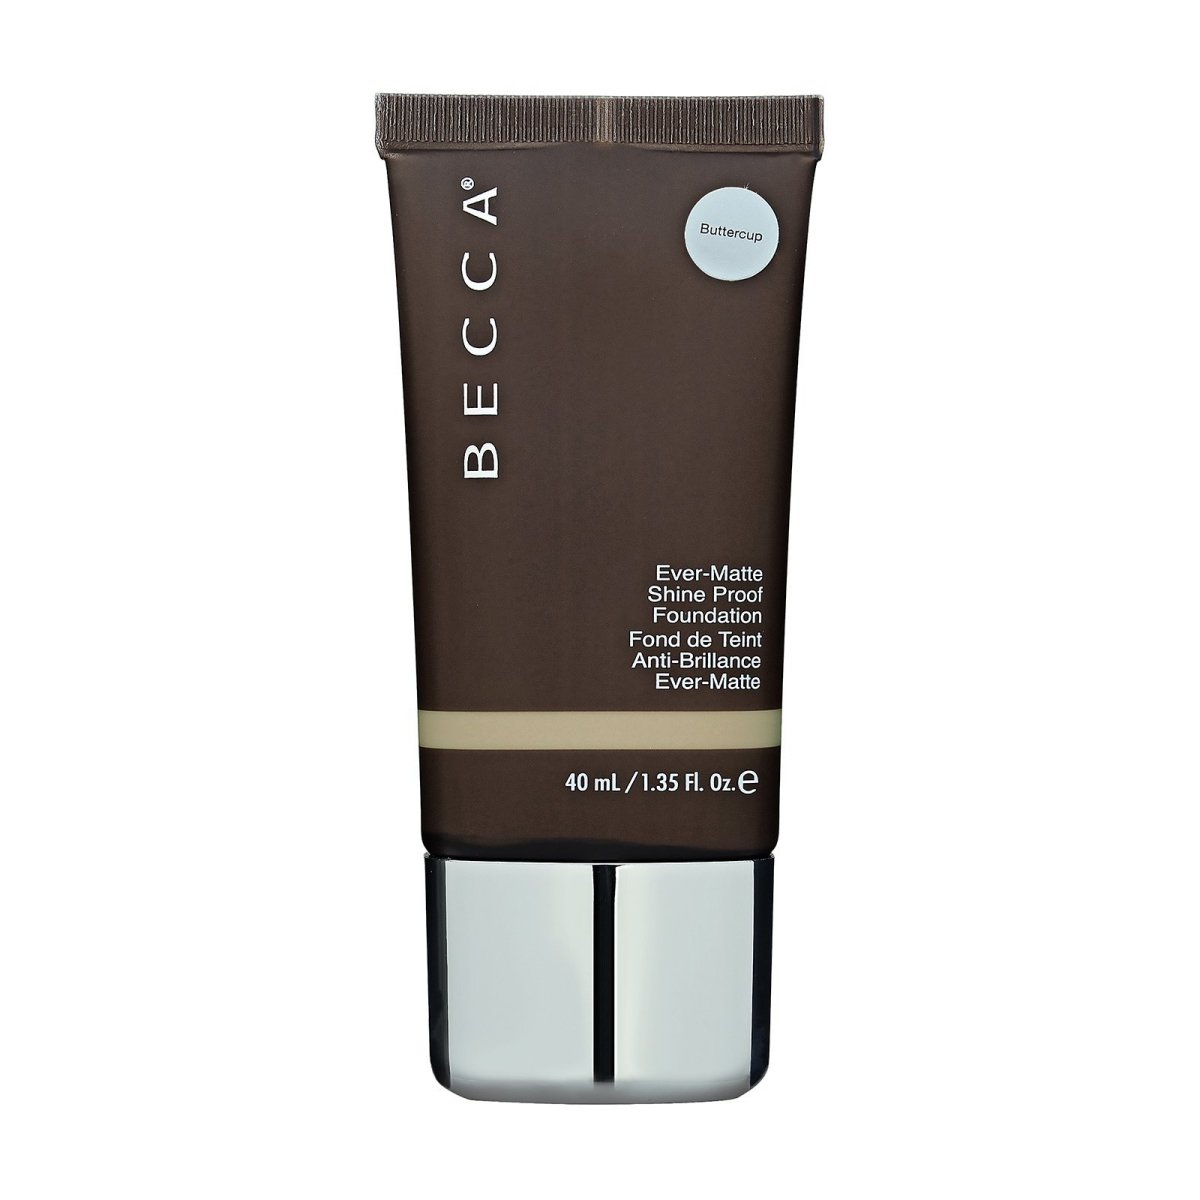 BECCA®
Buttercup
Ever-Matte
Shine Proof
Foundation
Fond de Teint
Anti-Brillance
Ever-Matte
40 mL / 1.35 Fl. Oz. ℮